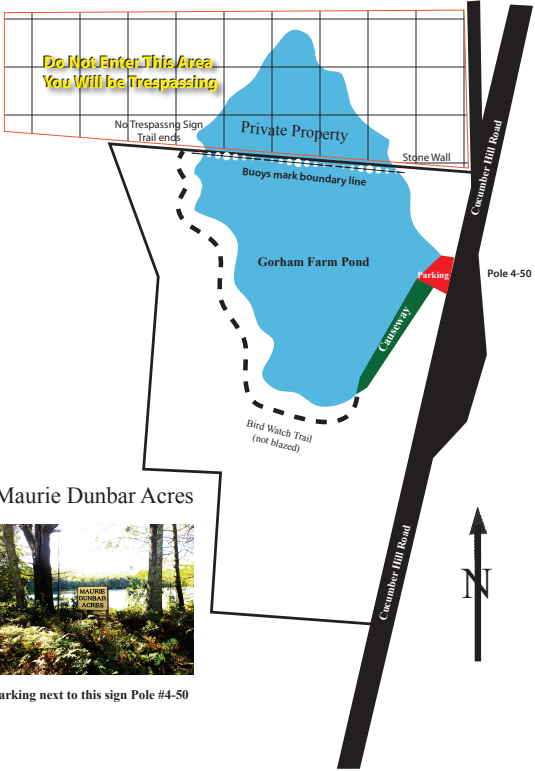 Do Not Enter This Area
You Will be Trespassing
No Trespassng Sign
Trail ends
Private Property
Stone Wall
Buoys mark boundary line
Cucumber Hill Road
Gorham Farm Pond
Parking
Pole 4-50
Causeway
Bird Watch Trail
(not blazed)
Maurie Dunbar Acres
MAURIE
DUNBAR
ACRES
Cucumber Hill Road
N
arking next to this sign Pole #4-50